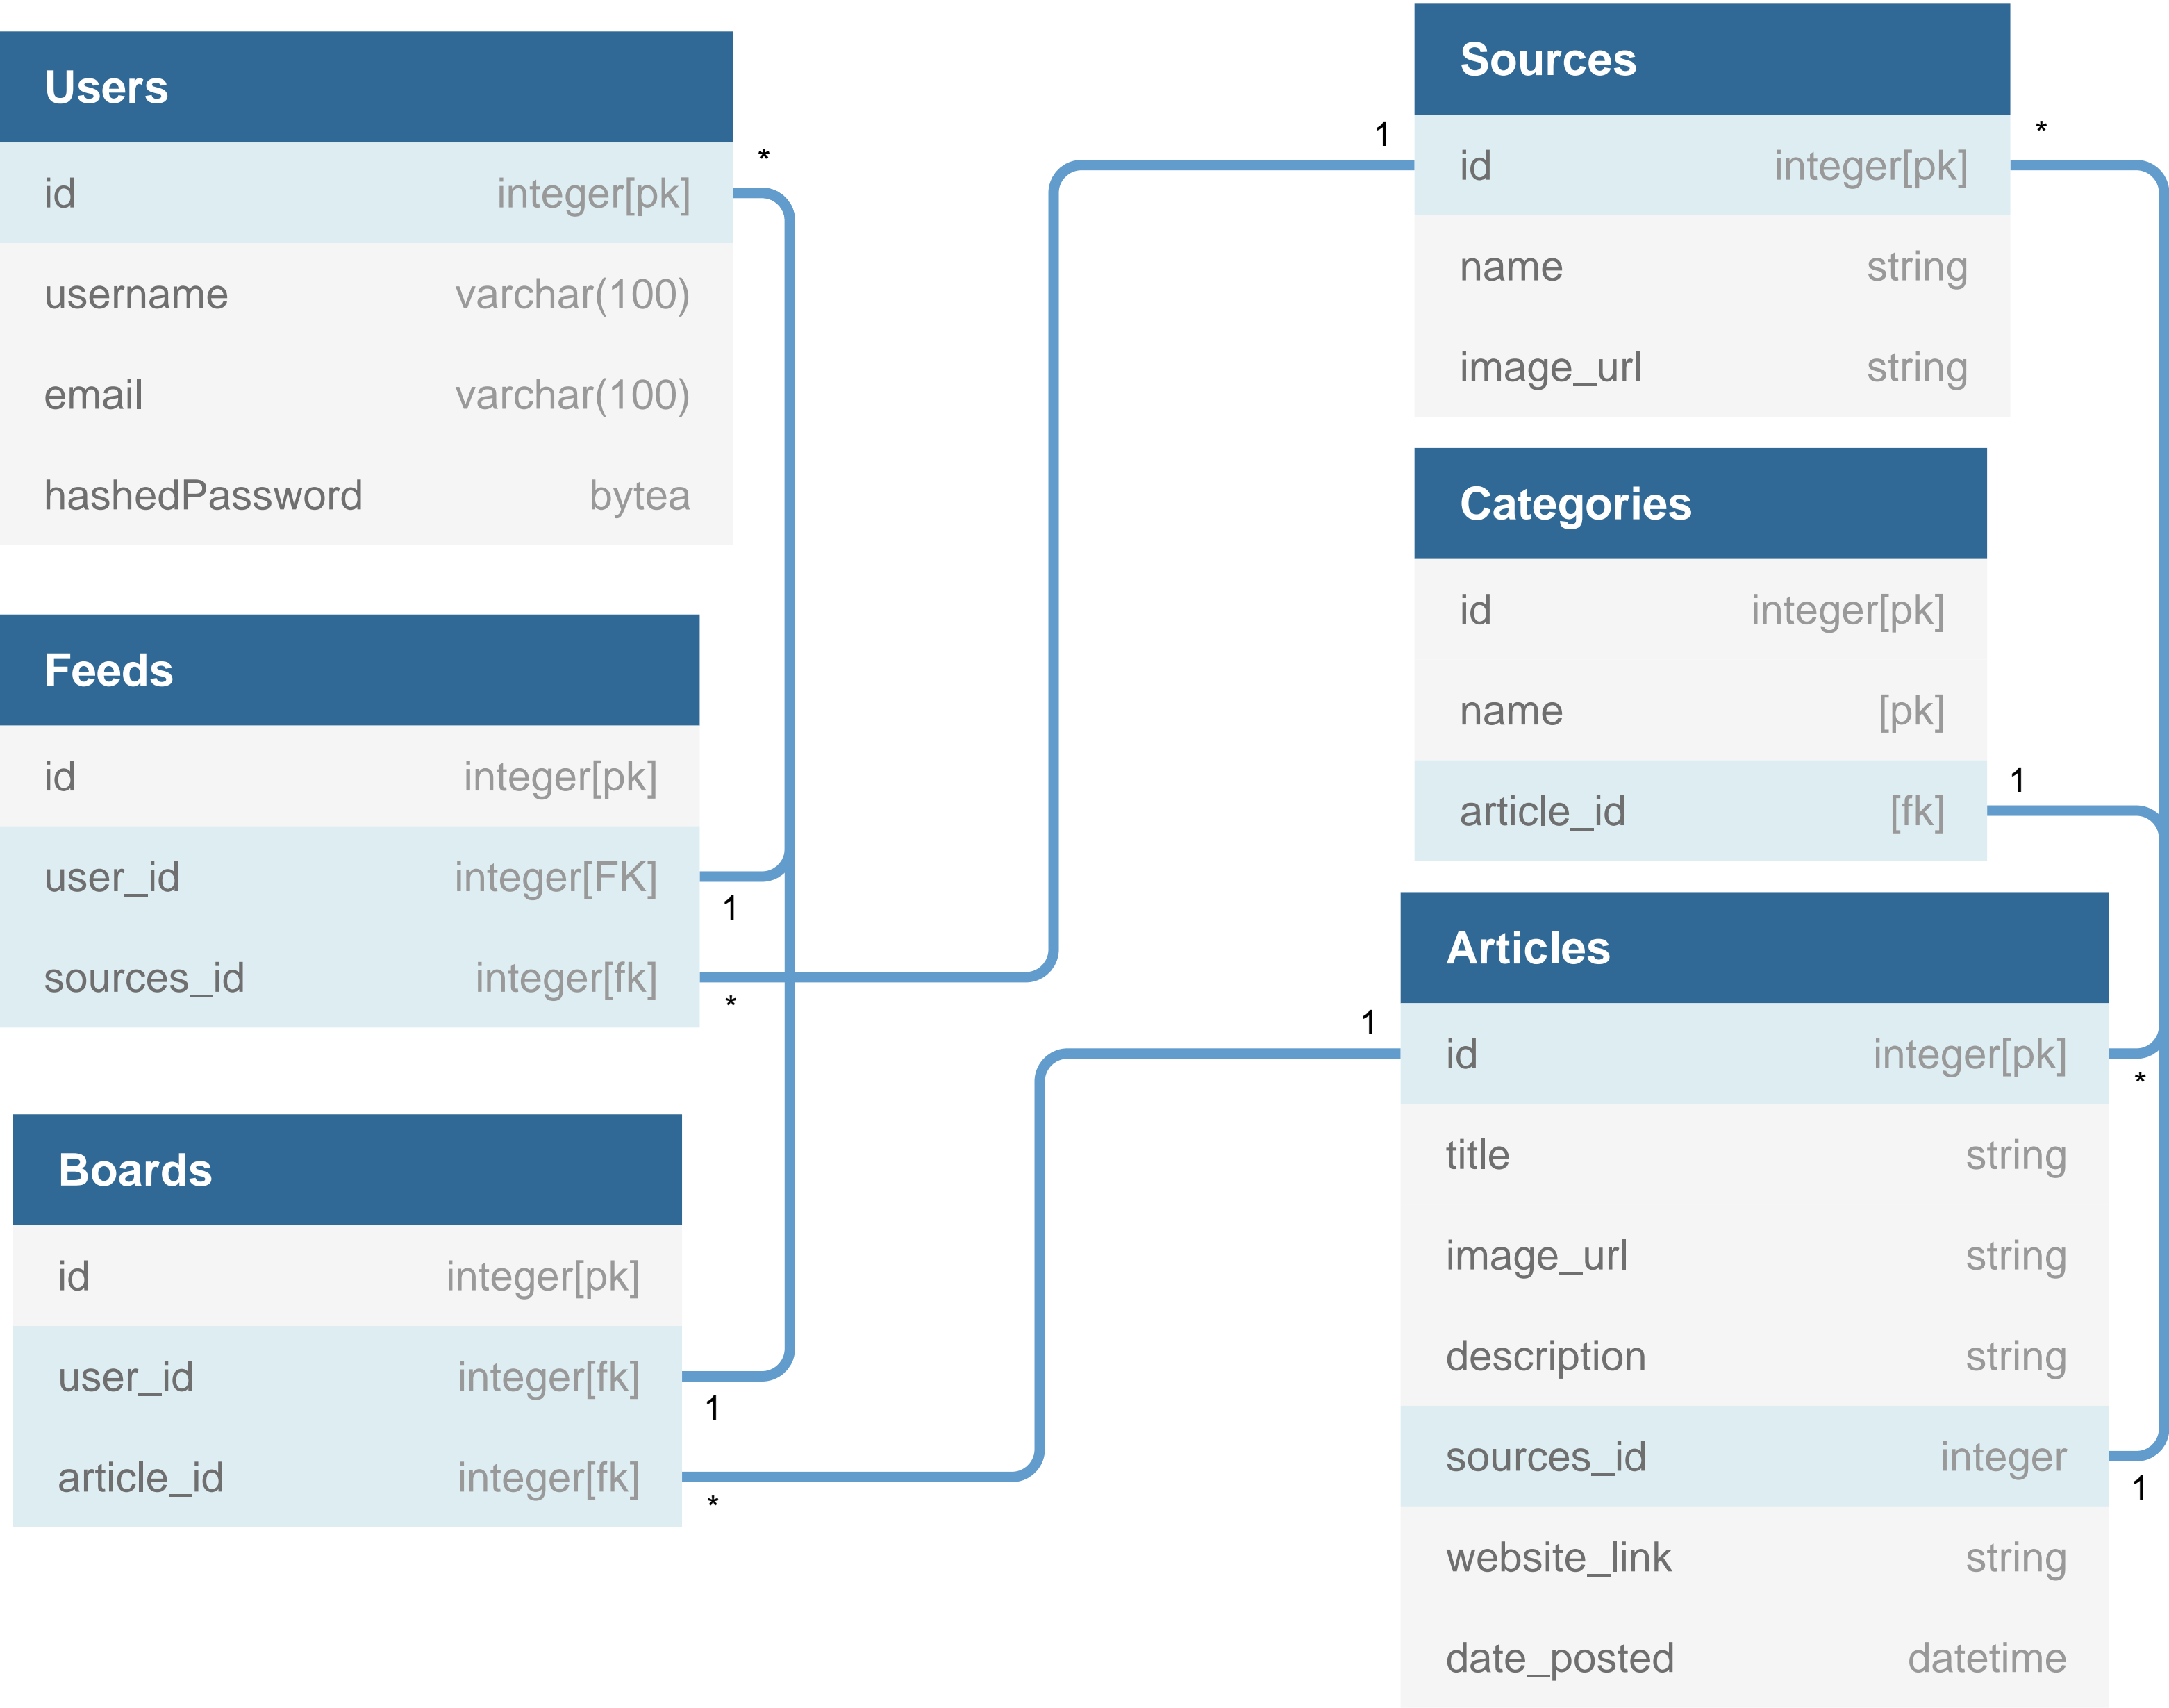 Users
id integer[pk]
username varchar(100)
email varchar(100)
hashedPassword bytea
*
Feeds
id integer[pk]
user_id integer[FK]
1
sources_id integer[fk]
*
Boards
id integer[pk]
user_id integer[fk]
1
article_id integer[fk]
*
Sources
1
*
id integer[pk]
name string
image_url string
Categories
id integer[pk]
name [pk]
article_id [fk]
1
Articles
1
id integer[pk]
*
title string
image_url string
description string
sources_id integer
1
website_link string
date_posted datetime